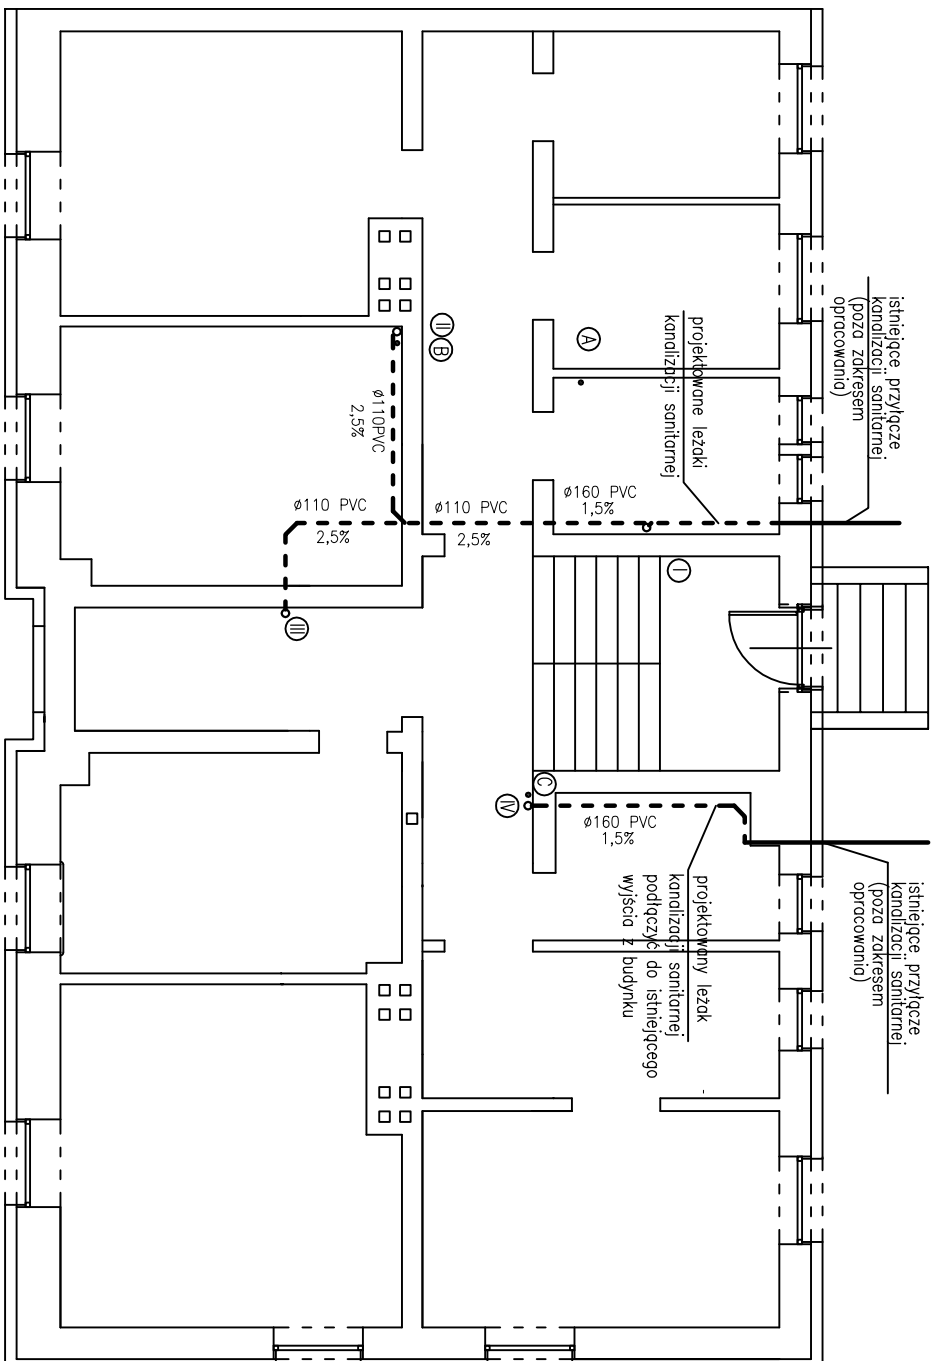 istniejące przyłącze
kanalizacji sanitarnej
(poza zakresem
opracowania)
projektowane leżaki
kanalizacji sanitarnej
A
II
B
ø110PVC
2,5%
ø110 PVC
2,5%
ø110 PVC
2,5%
ø160 PVC
1,5%
I
III
C
IV
ø160 PVC
1,5%
projektowany leżak
kanalizacji sanitarnej
podłączyć do istniejącego
wyjścia z budynku
istniejące przyłącze
kanalizacji sanitarnej
(poza zakresem
opracowania)